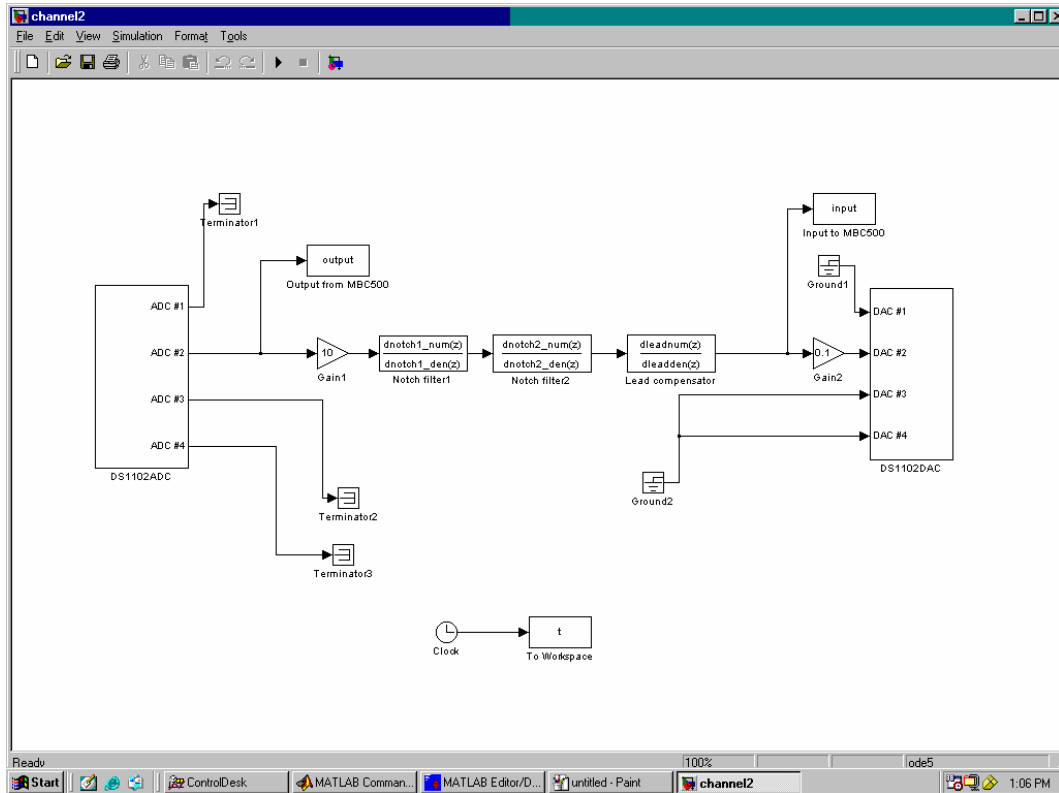 channel2
File Edit View Simulation Format Tools
Terminator1
output
Output from MBC500
input
Input to MBC500
Ground1
ADC #1
ADC #2
ADC #3
ADC #4
DS1102ADC
10
Gain1
dnotch1_num(z)
dnotch1_den(z)
Notch filter1
dnotch2_num(z)
dnotch2_den(z)
Notch filter2
dleadnum(z)
dleadden(z)
Lead compensator
0.1
Gain2
DAC #1
DAC #2
DAC #3
DAC #4
DS1102DAC
Ground2
Terminator2
Terminator3
Clock
t
To Workspace
Ready 100% ode5
Start ControlDesk MATLAB Comman... MATLAB Editor/D... untitled - Paint channel2 1:06 PM